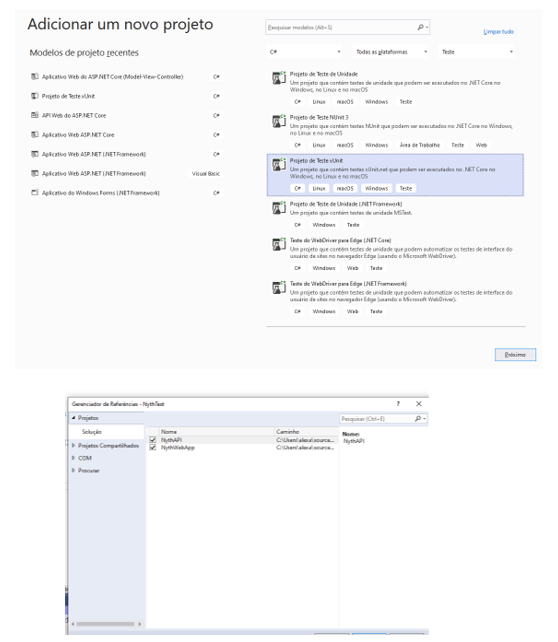 Adicionar um novo projeto
Pesquisar modelos (Alt+S)
Limpar tudo
Modelos de projeto recentes
C#
Todas as plataformas
Teste
Aplicativo Web do ASP.NET Core (Model-View-Controller) C#
Projeto de Teste xUnit C#
API Web do ASP.NET Core C#
Aplicativo Web do ASP.NET Core C#
Aplicativo Web ASP.NET (.NET Framework) C#
Aplicativo Web ASP.NET (.NET Framework) Visual Basic
Aplicativo do Windows Forms (.NET Framework) C#
Projeto de Teste de Unidade
Um projeto que contém testes de unidade que podem ser executados no .NET Core no
Windows, no Linux e no macOS
C# Linux macOS Windows Teste
Projeto de Teste NUnit 3
Um projeto que contém testes NUnit que podem ser executados no .NET Core no Windows,
no Linux e no macOS
C# Linux macOS Windows Área de Trabalho Teste Web
Projeto de Teste xUnit
Um projeto que contém testes xUnit.net que podem ser executados no .NET Core no
Windows, no Linux e no macOS
C# Linux macOS Windows Teste
Projeto de Teste de Unidade (.NET Framework)
Um projeto que contém testes de unidade MSTest.
C# Windows Teste
Teste do WebDriver para Edge (.NET Core)
Um projeto que contém testes de unidade que podem automatizar os testes de interface do
usuário de sites no navegador Edge (usando o Microsoft WebDriver).
C# Windows Web Teste
Teste do WebDriver para Edge (.NET Framework)
Um projeto que contém testes de unidade que podem automatizar os testes de interface do
usuário de sites no navegador Edge (usando o Microsoft WebDriver).
C# Windows Web Teste
Próximo
Gerenciador de Referências - NythTest ? ×
Projetos
Pesquisar (Ctrl+E)
Solução
Projetos Compartilhados
COM
Procurar
Nome Caminho
NythAPI C:\Users\alexa\source...
NythWebApp C:\Users\alexa\source...
Nome:
NythAPI